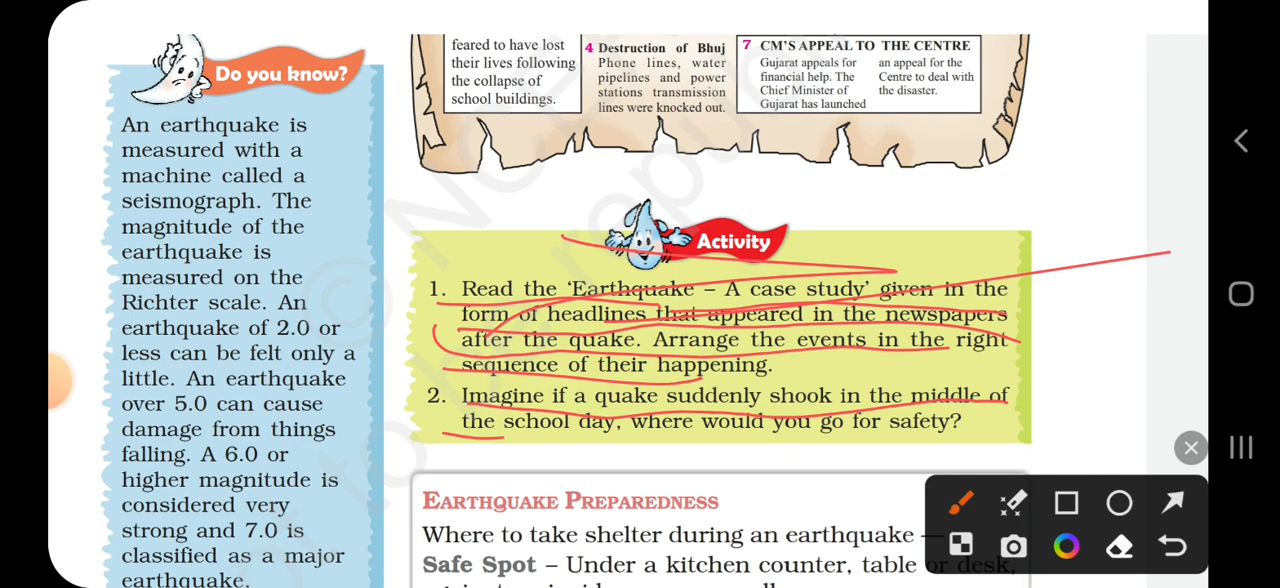 Do you know?
An earthquake is
measured with a
machine called a
seismograph. The
magnitude of the
earthquake is
measured on the
Richter scale. An
earthquake of 2.0 or
less can be felt only a
little. An earthquake
over 5.0 can cause
damage from things
falling. A 6.0 or
higher magnitude is
considered very
strong and 7.0 is
classified as a major
earthquake.
feared to have lost
their lives following
the collapse of
school buildings.
4 Destruction of Bhuj
Phone lines, water
pipelines and power
stations transmission
lines were knocked out.
7 CM'S APPEAL TO THE CENTRE
Gujarat appeals for
financial help. The
Chief Minister of
Gujarat has launched
an appeal for the
Centre to deal with
the disaster.
Activity
1. Read the ‘Earthquake – A case study’ given in the
form of headlines that appeared in the newspapers
after the quake. Arrange the events in the right
sequence of their happening.
2. Imagine if a quake suddenly shook in the middle of
the school day, where would you go for safety?
EARTHQUAKE PREPAREDNESS
Where to take shelter during an earthquake —
Safe Spot – Under a kitchen counter, table or desk,